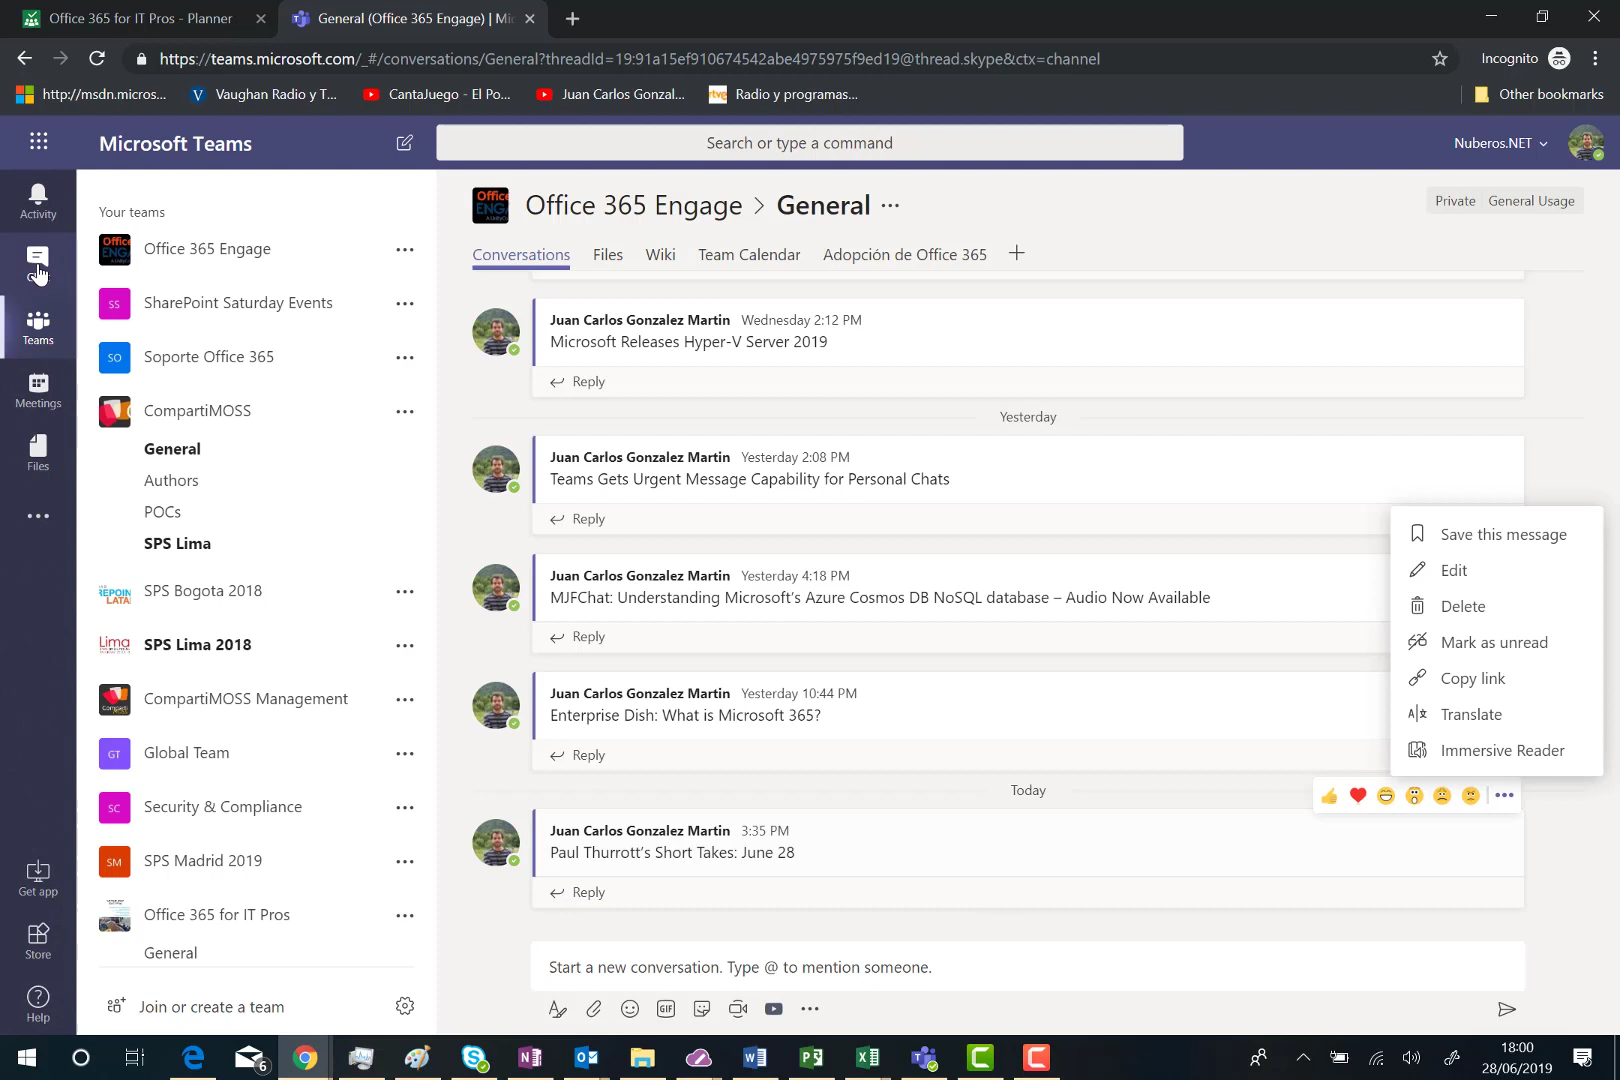 Office 365 for IT Pros - Planner
General (Office 365 Engage) | Mi
https://teams.microsoft.com/_#/conversations/General?threadId=19:91a15ef910674542abe4975975f9ed19@thread.skype&ctx=channel
Incognito
http://msdn.micros...
Vaughan Radio y T...
CantaJuego - El Po...
Juan Carlos Gonzal...
Radio y programas...
Other bookmarks
Microsoft Teams
Search or type a command
Nuberos.NET
Activity
Teams
Meetings
Files
Get app
Store
Help
Your teams
Office 365 Engage
SS SharePoint Saturday Events
SO Soporte Office 365
CompartiMOSS
General
Authors
POCs
SPS Lima
SPS Bogota 2018
Lima SPS Lima 2018
CompartiMOSS Management
GT Global Team
SC Security & Compliance
SM SPS Madrid 2019
Office 365 for IT Pros
General
Join or create a team
Office 365 Engage > General ...
Private General Usage
Conversations
Files
Wiki
Team Calendar
Adopción de Office 365
Juan Carlos Gonzalez Martin Wednesday 2:12 PM
Microsoft Releases Hyper-V Server 2019
Reply
Yesterday
Juan Carlos Gonzalez Martin Yesterday 2:08 PM
Teams Gets Urgent Message Capability for Personal Chats
Reply
Juan Carlos Gonzalez Martin Yesterday 4:18 PM
MJFChat: Understanding Microsoft's Azure Cosmos DB NoSQL database – Audio Now Available
Reply
Juan Carlos Gonzalez Martin Yesterday 10:44 PM
Enterprise Dish: What is Microsoft 365?
Reply
Today
Juan Carlos Gonzalez Martin 3:35 PM
Paul Thurrott's Short Takes: June 28
Reply
Save this message
Edit
Delete
Mark as unread
Copy link
Translate
Immersive Reader
Start a new conversation. Type @ to mention someone.
GIF
6
18:00
28/06/2019